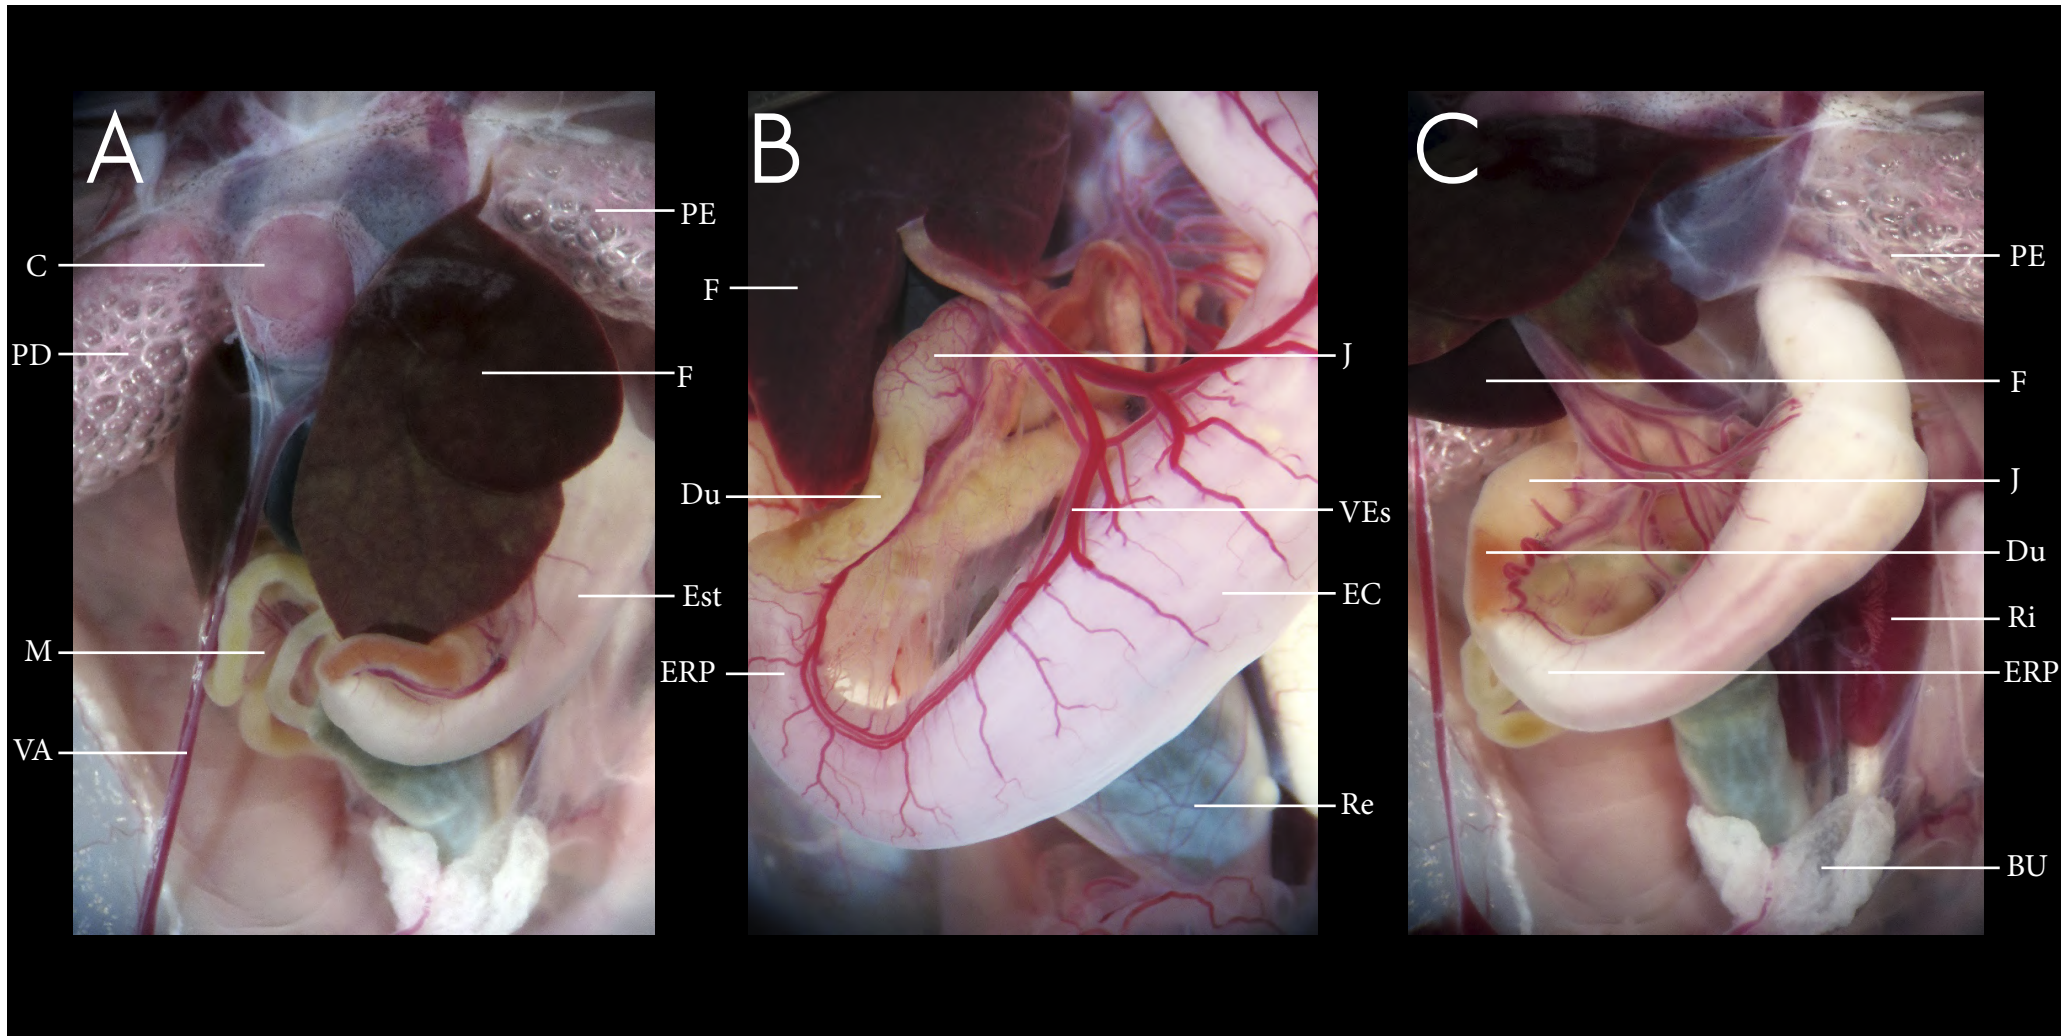 A
C
PD
M
VA
PE
F
Est
B
F
Du
ERP
J
VEs
EC
Re
C
PE
F
J
Du
Ri
ERP
BU